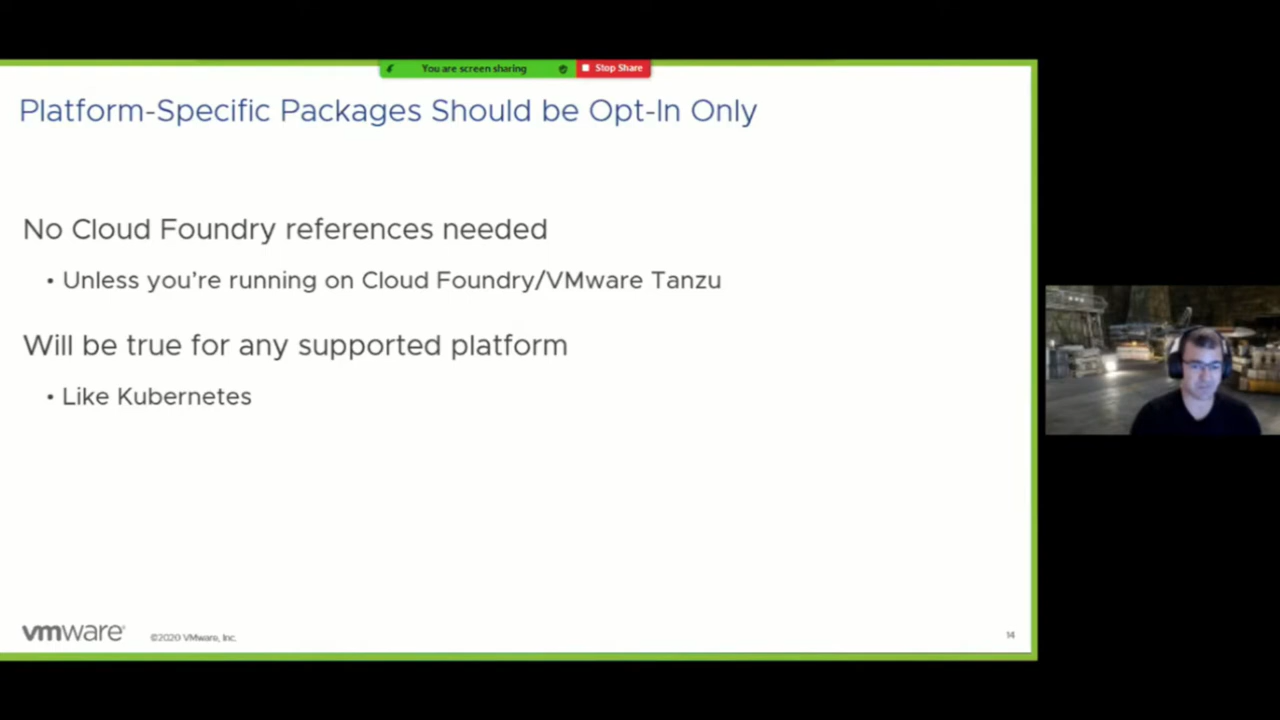 You are screen sharing
Stop Share
Platform-Specific Packages Should be Opt-In Only
No Cloud Foundry references needed
• Unless you're running on Cloud Foundry/VMware Tanzu
Will be true for any supported platform
• Like Kubernetes
vmware®
©2020 VMware, Inc.
14